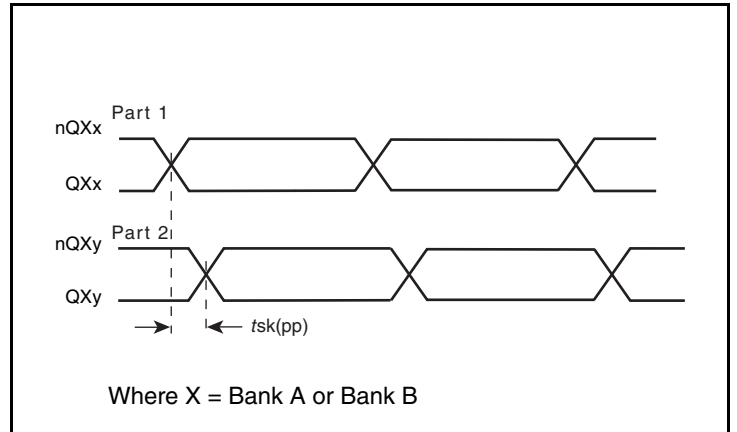 Part 1
nQXx
QXx
Part 2
nQXy
QXy
tsk(pp)
Where X = Bank A or Bank B